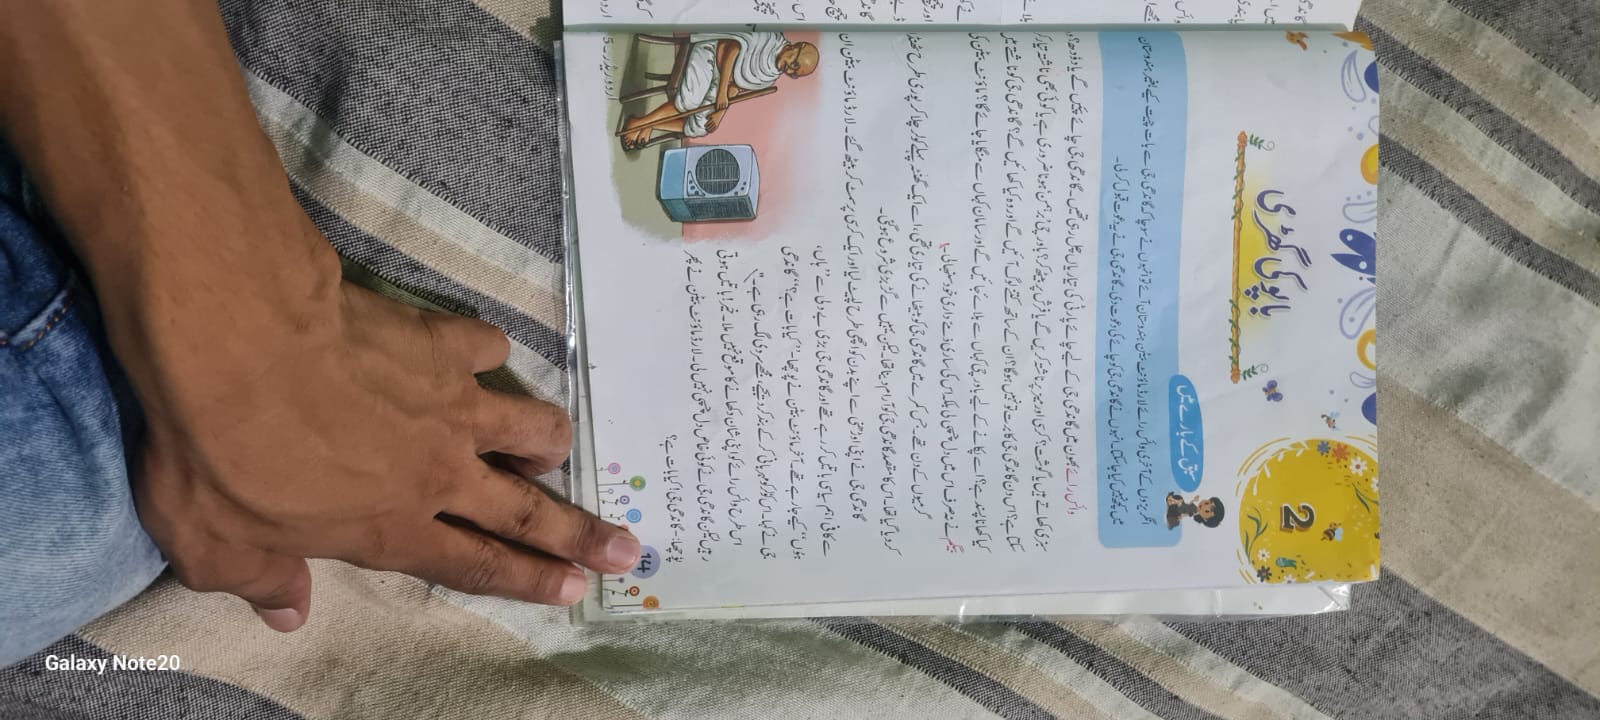 2
باپو کی گھڑی
سبق کے بارے میں
انگریزوں کے آخری وائس رائے لارڈ ماؤنٹ بیٹن ہندوستان آئے تو انہوں نے سوچا کہ گاندھی جی سے بات چیت کیے بغیر ہندوستان
میں کچھ نہیں کیا جا سکتا۔ انہوں نے گاندھی جی کو چائے کی دعوت دی۔ گاندھی جی نے یہ دعوت قبول کر لی۔
وائس رائے بھون میں گاندھی جی کے لیے چائے پارٹی کی تیاریاں چل رہی تھیں۔ گاندھی جی چائے پئیں گے یا دودھ؟ و
سبزی کھاتے ہیں یا گوشت؟ کرسی اور میز پر ناشتہ کریں گے یا فرش پر بیٹھ کر؟ باورچی 'برہمن' ہونا ضروری ہے یا کوئی بھی ناشتہ تیار کر
سکتا ہے؟ اس دن گاندھی جی کا برت تو نہیں ہوگا؟ ان کے ساتھ کتنے لوگ آئیں گے اور وہ کیا کھائیں گے؟ گاندھی جی کو ناشتے میں
کیا کھانا پسند ہے؟ اسے پکانے کے لیے باورچی کہاں سے بلائے جائیں گے اور سامان کہاں سے منگایا جائے گا؟ ماؤنٹ بیٹن کی
بیگم نے نہ صرف اس میں دل چسپی لی بلکہ اس کی ساری ذمے داری خود سنبھالی۔
گرمیوں کے دن تھے۔ جس کمرے میں گاندھی جی کو بیٹھانے کی تیاری تھی، اسے ایک گھنٹہ پہلے کولر چلا کر پوری طرح ٹھنڈا
کر دیا گیا تھا۔ اس کا مقصد گاندھی جی کو آرام دینا تھا۔ لیکن یہیں سے گڑبڑی شروع ہو گئی۔
گاندھی جی نے اپنی اوڑھنی سے اپنے بدن کو اچھی طرح لپیٹ لیا اور ایک کرسی پر سمٹ کر بیٹھ گئے۔ لارڈ ماؤنٹ بیٹن ان
سے کافی اہم سیاسی باتیں کر رہے تھے اور گاندھی جی بڑی بے دلی سے "ہاں،
ہوں" کیے جا رہے تھے۔ آخر ماؤنٹ بیٹن نے پوچھا-"کیا بات ہے؟" گاندھی
جی نے کہا۔ اس کولر کو مہربانی کر کے بند کر دیجیے، مجھے سردی لگ رہی ہے۔"
اس طرح وائس رائے کو اپنی شان دکھانے کا موقع نہیں ملا۔ خیر! باتیں ہوتی
رہیں لیکن گاندھی جی نے کوئی خاص دل چسپی نہیں لی۔ لارڈ ماؤنٹ بیٹن نے پھر
پوچھا:- گاندھی جی! کیا بات ہے؟
14
اردو ریڈر۔5
Galaxy Note20